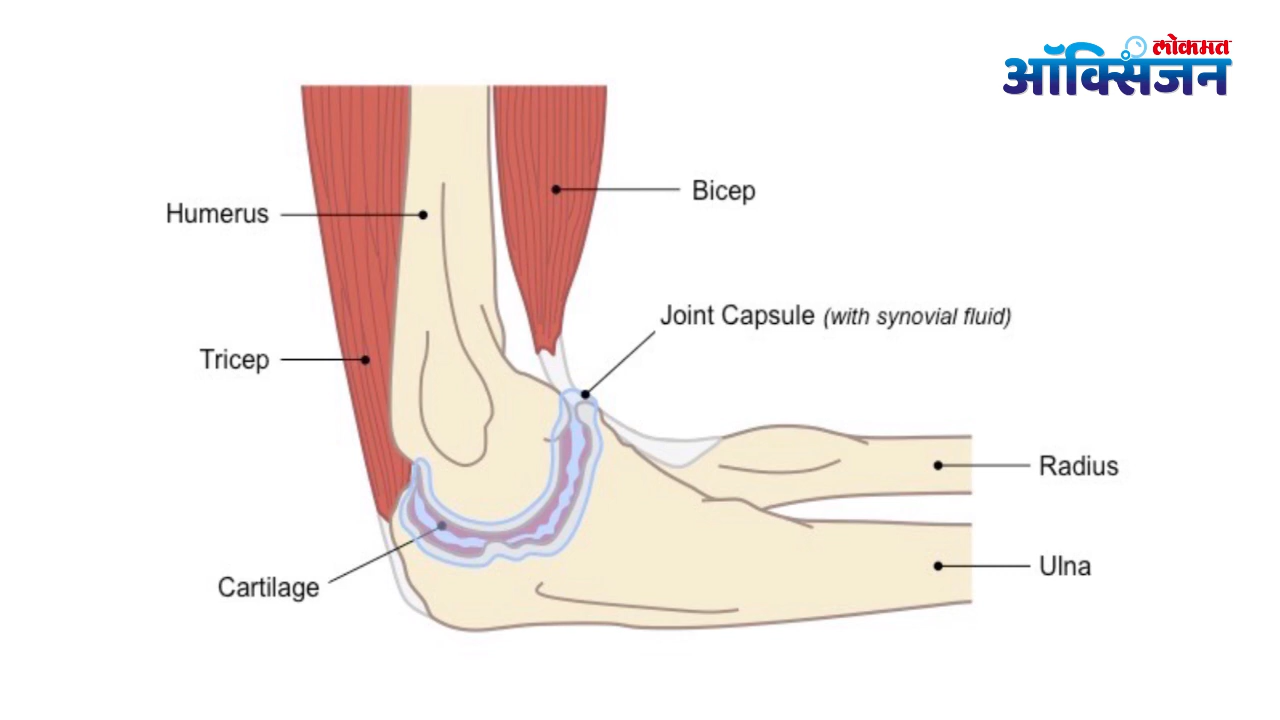 लोकमत
ऑक्सिजन
Bicep
Humerus
Joint Capsule (with synovial fluid)
Tricep
Radius
Ulna
Cartilage